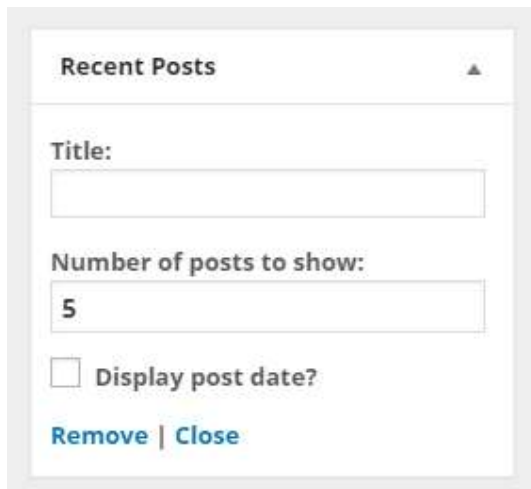 Recent Posts
Title:
Number of posts to show:
5
Display post date?
Remove | Close